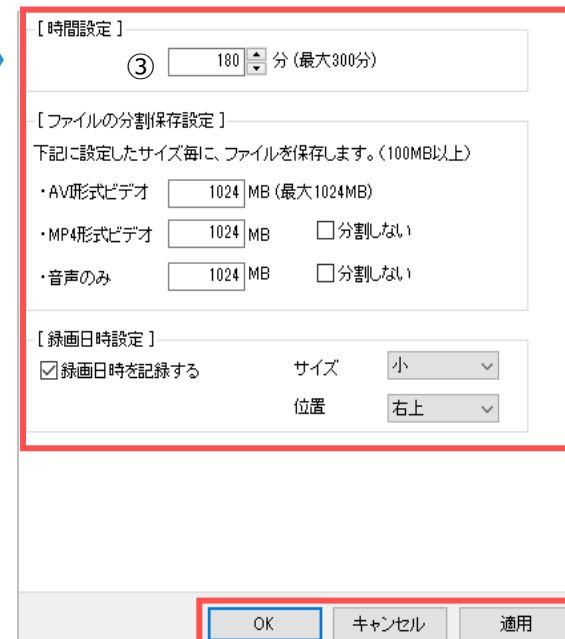 [ 時間設定 ]
③ 180 分 (最大300分)
[ ファイルの分割保存設定 ]
下記に設定したサイズ毎に、ファイルを保存します。(100MB以上)
・AVI形式ビデオ 1024 MB (最大1024MB)
・MP4形式ビデオ 1024 MB 分割しない
・音声のみ 1024 MB 分割しない
[ 録画日時設定 ]
録画日時を記録する サイズ 小
位置 右上
OK キャンセル 適用